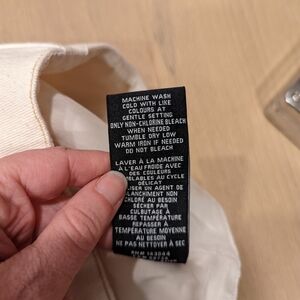 MACHINE WASH
COLD WITH LIKE
COLOURS AT
GENTLE SETTING
ONLY NON-CHLORINE BLEACH
WHEN NEEDED
TUMBLE DRY LOW
WARM IRON IF NEEDED
DO NOT BLEACH
LAVER À LA MACHINE
À L'EAU FROIDE AVEC
DES COULEURS
SEMBLABLES AU CYCLE
DÉLICAT
UTILISER UN AGENT DE
BLANCHIMENT NON
CHLORÉ AU BESOIN
SÉCHER PAR
CULBUTAGE À
BASSE TEMPÉRATURE
REPASSER À
TEMPÉRATURE MOYENNE
AU BESOIN
NE PAS NETTOYER À SEC